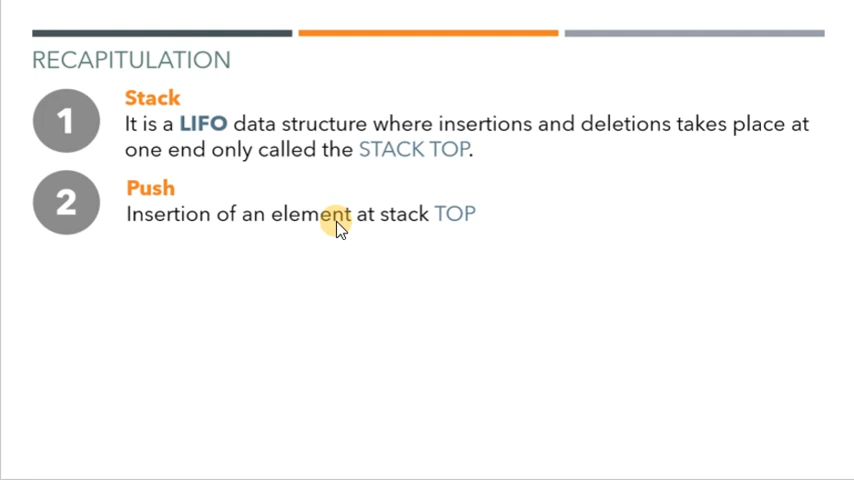 RECAPITULATION
1
Stack
It is a LIFO data structure where insertions and deletions takes place at
one end only called the STACK TOP.
2
Push
Insertion of an element at stack TOP